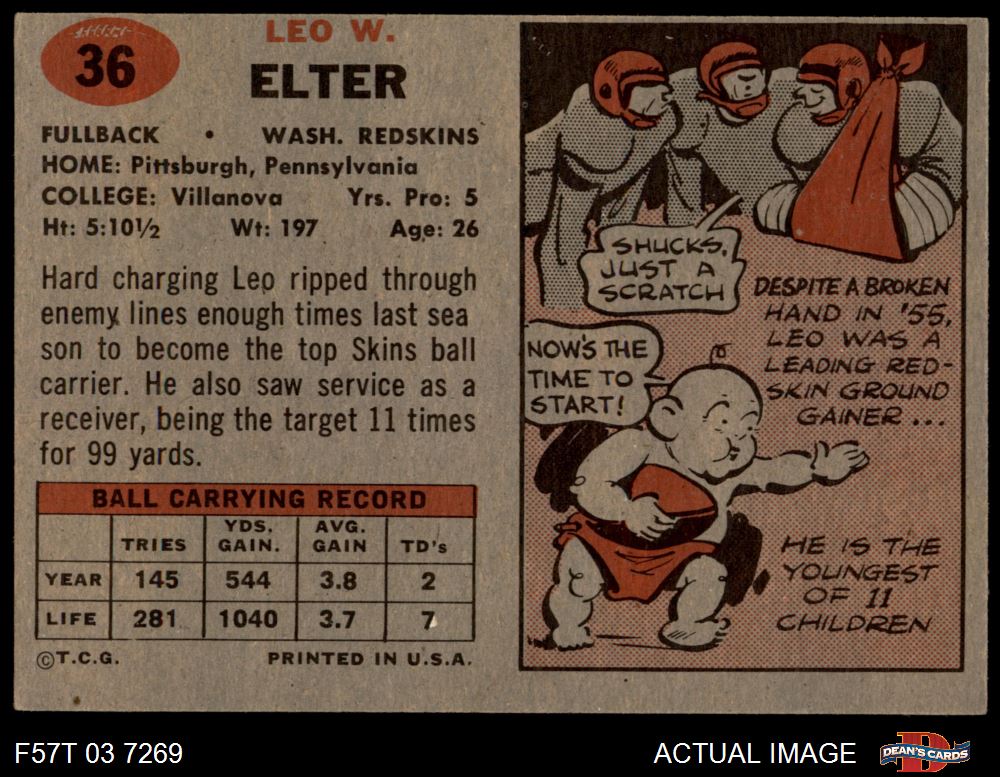 36
LEO W.
ELTER
FULLBACK • WASH. REDSKINS
HOME: Pittsburgh, Pennsylvania
COLLEGE: Villanova Yrs. Pro: 5
Ht: 5:10½ Wt: 197 Age: 26
Hard charging Leo ripped through
enemy lines enough times last sea
son to become the top Skins ball
carrier. He also saw service as a
receiver, being the target 11 times
for 99 yards.
BALL CARRYING RECORD
TRIES YDS. GAIN. AVG. GAIN TD's
YEAR 145 544 3.8 2
LIFE 281 1040 3.7 7
©T.C.G. PRINTED IN U.S.A.
SHUCKS,
JUST A
SCRATCH
DESPITE A BROKEN
HAND IN '55,
LEO WAS A
LEADING RED-
SKIN GROUND
GAINER...
NOW'S THE
TIME TO
START!
HE IS THE
YOUNGEST
OF 11
CHILDREN
F57T 03 7269 ACTUAL IMAGE D DEAN'S CARDS